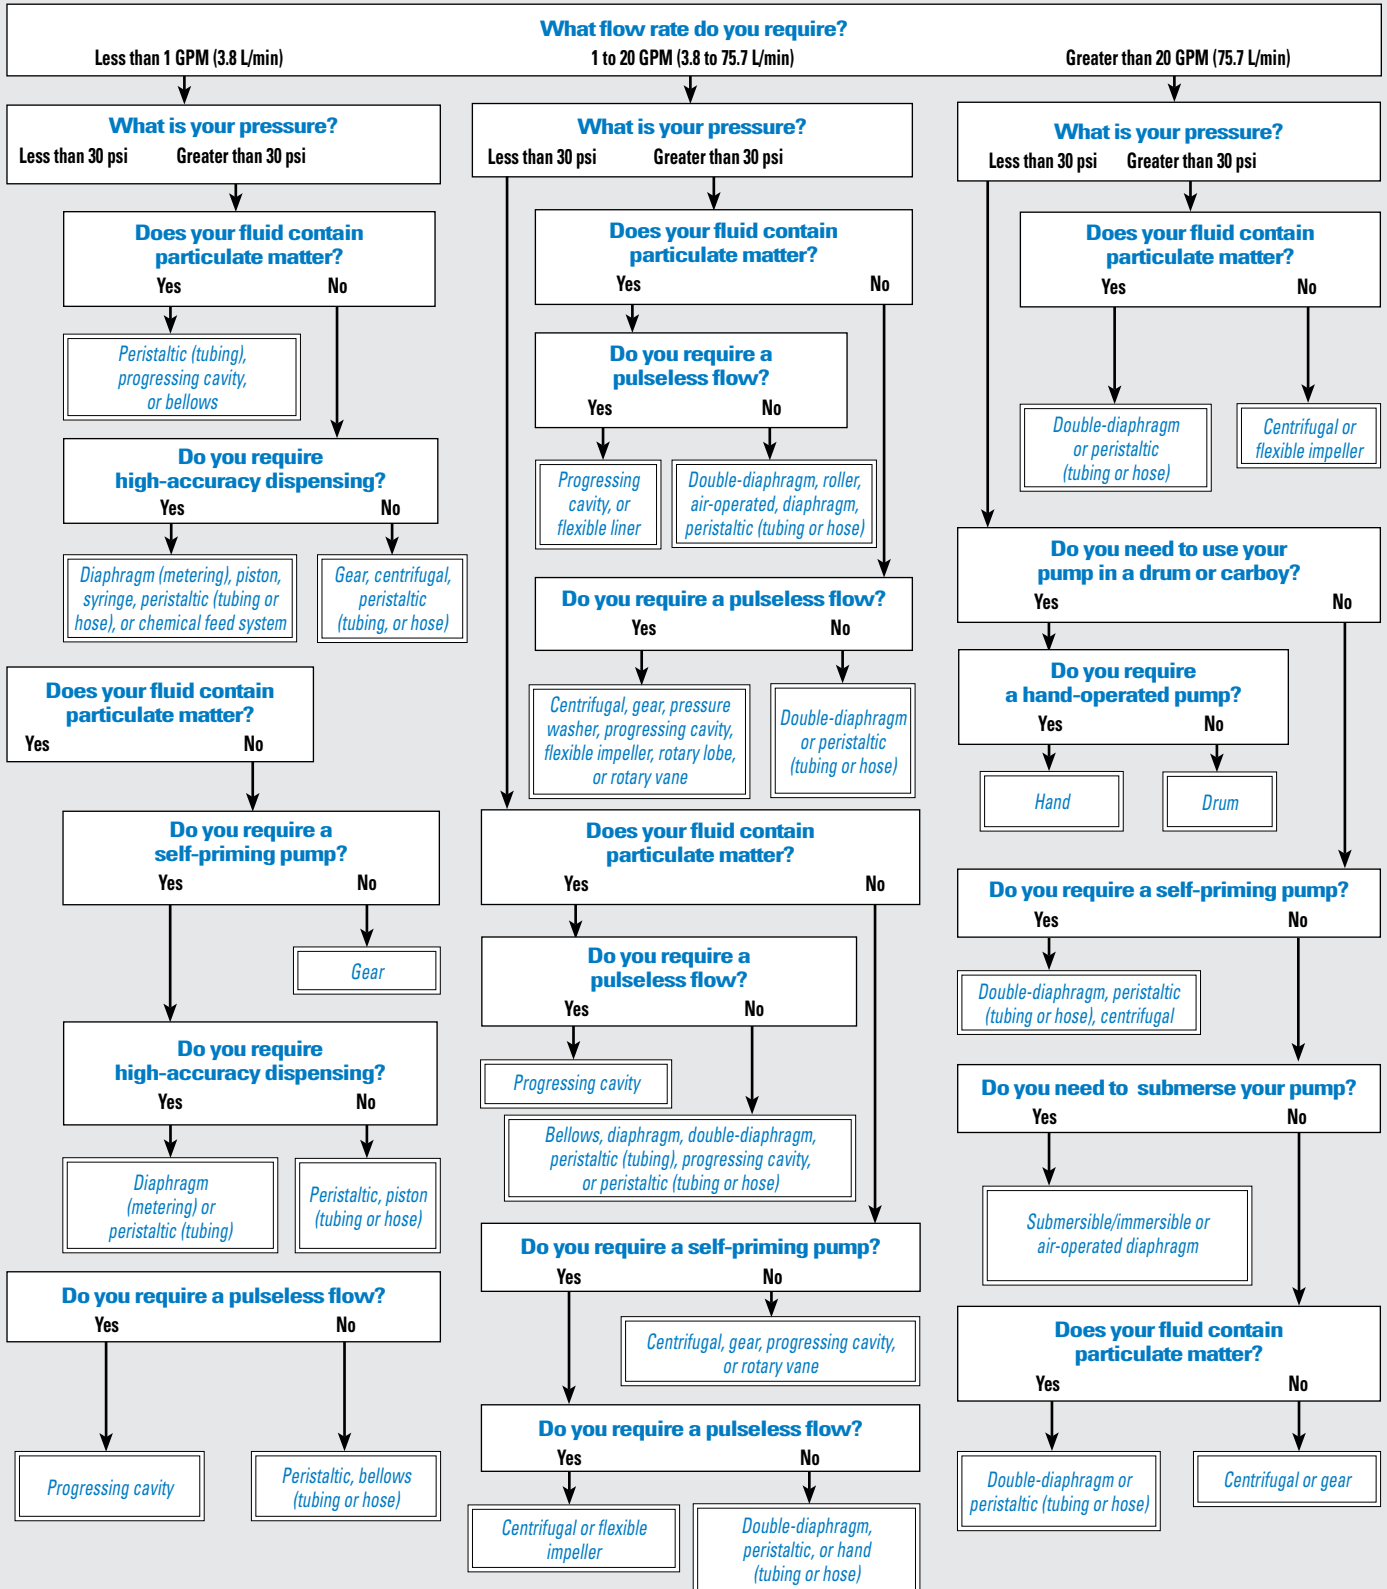 What flow rate do you require?
Less than 1 GPM (3.8 L/min)
1 to 20 GPM (3.8 to 75.7 L/min)
Greater than 20 GPM (75.7 L/min)
What is your pressure?
Less than 30 psi
Greater than 30 psi
Does your fluid contain
particulate matter?
Yes
No
Peristaltic (tubing),
progressing cavity,
or bellows
Do you require
high-accuracy dispensing?
Yes
No
Diaphragm (metering), piston,
syringe, peristaltic (tubing or
hose), or chemical feed system
Gear, centrifugal,
peristaltic
(tubing, or hose)
Does your fluid contain
particulate matter?
Yes
No
Do you require a
self-priming pump?
Yes
No
Gear
Do you require
high-accuracy dispensing?
Yes
No
Diaphragm
(metering) or
peristaltic (tubing)
Peristaltic, piston
(tubing or hose)
Do you require a pulseless flow?
Yes
No
Progressing cavity
Peristaltic, bellows
(tubing or hose)
What is your pressure?
Less than 30 psi
Greater than 30 psi
Does your fluid contain
particulate matter?
Yes
No
Do you require a
pulseless flow?
Yes
No
Progressing
cavity, or
flexible liner
Double-diaphragm, roller,
air-operated, diaphragm,
peristaltic (tubing or hose)
Do you require a pulseless flow?
Yes
No
Centrifugal, gear, pressure
washer, progressing cavity,
flexible impeller, rotary lobe,
or rotary vane
Double-diaphragm
or peristaltic
(tubing or hose)
Does your fluid contain
particulate matter?
Yes
No
Do you require a
pulseless flow?
Yes
No
Progressing cavity
Bellows, diaphragm, double-diaphragm,
peristaltic (tubing), progressing cavity,
or peristaltic (tubing or hose)
Do you require a self-priming pump?
Yes
No
Centrifugal, gear, progressing cavity,
or rotary vane
Do you require a pulseless flow?
Yes
No
Centrifugal or flexible
impeller
Double-diaphragm,
peristaltic, or hand
(tubing or hose)
What is your pressure?
Less than 30 psi
Greater than 30 psi
Does your fluid contain
particulate matter?
Yes
No
Double-diaphragm
or peristaltic
(tubing or hose)
Centrifugal or
flexible impeller
Do you need to use your
pump in a drum or carboy?
Yes
No
Do you require
a hand-operated pump?
Yes
No
Hand
Drum
Do you require a self-priming pump?
Yes
No
Double-diaphragm, peristaltic
(tubing or hose), centrifugal
Do you need to submerse your pump?
Yes
No
Submersible/immersible or
air-operated diaphragm
Does your fluid contain
particulate matter?
Yes
No
Double-diaphragm or
peristaltic (tubing or hose)
Centrifugal or gear